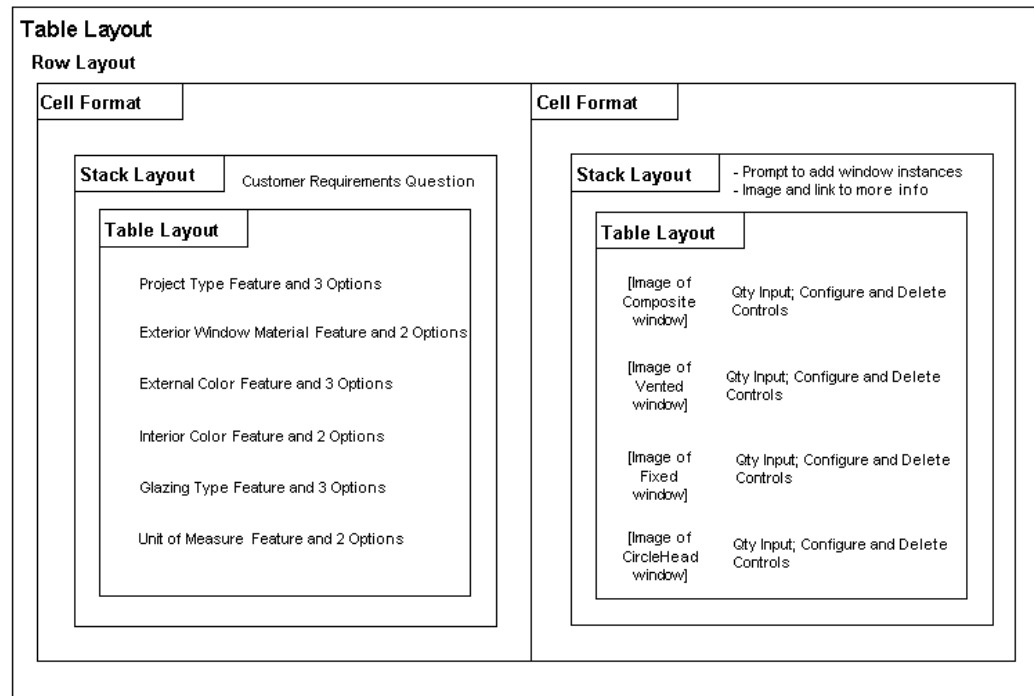 Table Layout
Row Layout
Cell Format
Stack Layout
Customer Requirements Question
Table Layout
Project Type Feature and 3 Options
Exterior Window Material Feature and 2 Options
External Color Feature and 3 Options
Interior Color Feature and 2 Options
Glazing Type Feature and 3 Options
Unit of Measure Feature and 2 Options
Cell Format
Stack Layout
- Prompt to add window instances
- Image and link to more info
Table Layout
[Image of
Composite
window]
Qty Input; Configure and Delete
Controls
[Image of
Vented
window]
Qty Input; Configure and Delete
Controls
[Image of
Fixed
window]
Qty Input; Configure and Delete
Controls
[Image of
CircleHead
window]
Qty Input; Configure and Delete
Controls